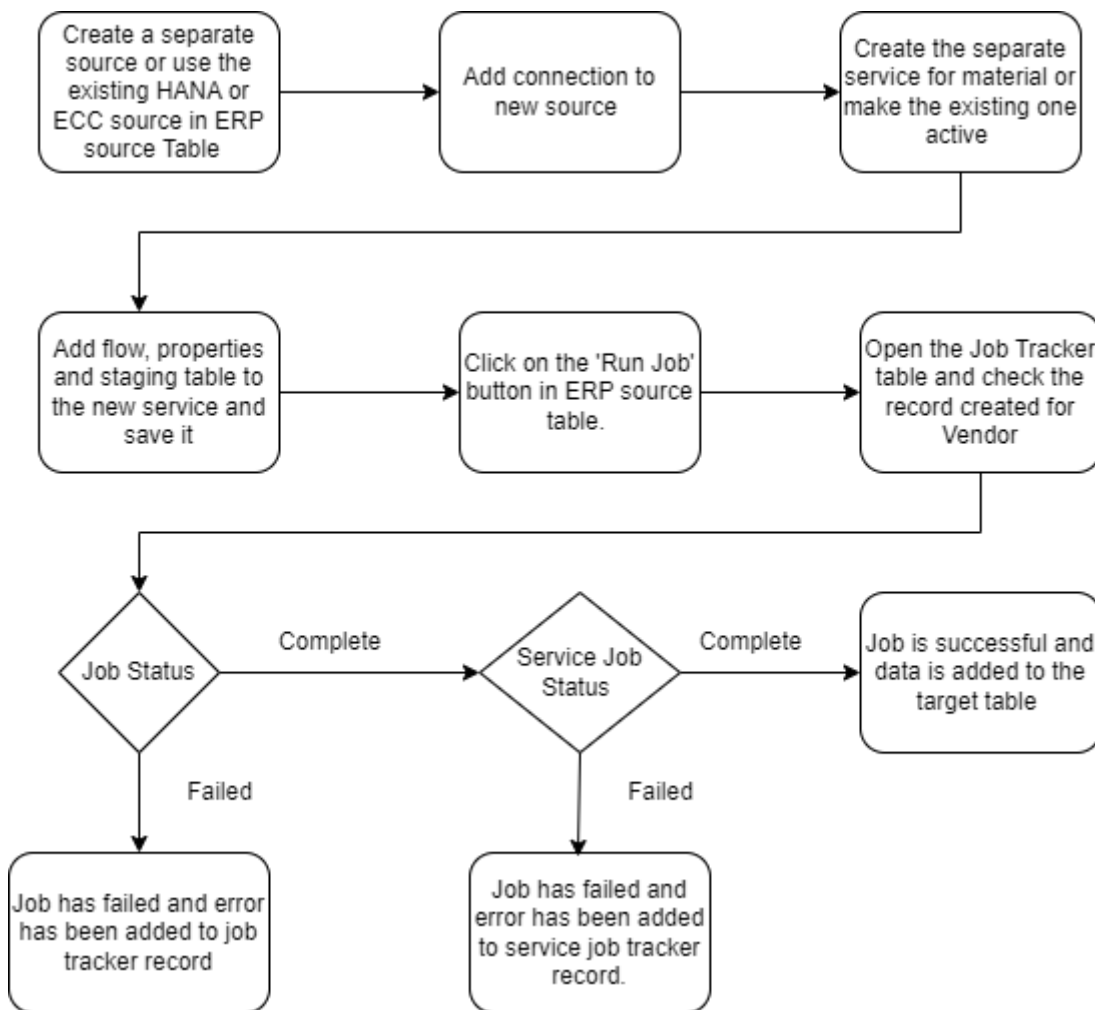 Create a separate
source or use the
existing HANA or
ECC source in ERP
source Table
Add connection to
new source
Create the separate
service for material or
make the existing one
active
Add flow, properties
and staging table to
the new service and
save it
Click on the 'Run Job'
button in ERP source
table.
Open the Job Tracker
table and check the
record created for
Vendor
Job Status
Complete
Service Job
Status
Complete
Job is successful and
data is added to the
target table
Failed
Failed
Job has failed and error
has been added to job
tracker record
Job has failed and
error has been added
to service job tracker
record.